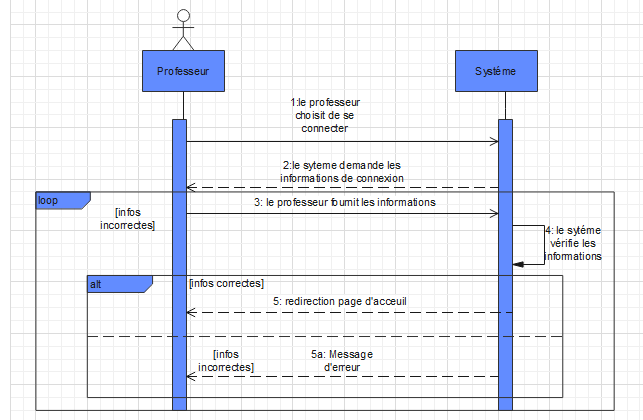 Professeur
Systéme
1:le professeur
choisit de se
connecter
2:le syteme demande les
informations de connexion
loop
[infos
incorrectes]
3: le professeur fournit les informations
4: le sytéme
vérifie les
informations
alt
[infos correctes]
5: redirection page d'acceuil
[infos
incorrectes]
5a: Message
d'erreur